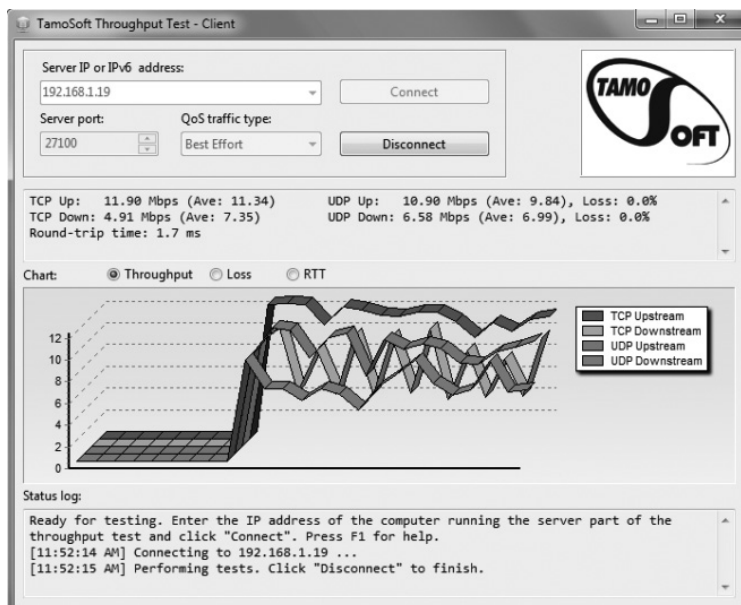 TamoSoft Throughput Test - Client
Server IP or IPv6 address:
192.168.1.19
Connect
Server port:
QoS traffic type:
27100
Best Effort
Disconnect
TAMO
SOFT
TCP Up: 11.90 Mbps (Ave: 11.34) UDP Up: 10.90 Mbps (Ave: 9.84), Loss: 0.0%
TCP Down: 4.91 Mbps (Ave: 7.35) UDP Down: 6.58 Mbps (Ave: 6.99), Loss: 0.0%
Round-trip time: 1.7 ms
Chart: Throughput Loss RTT
12
10
8
6
4
2
0
TCP Upstream
TCP Downstream
UDP Upstream
UDP Downstream
Status log:
Ready for testing. Enter the IP address of the computer running the server part of the
throughput test and click "Connect". Press F1 for help.
[11:52:14 AM] Connecting to 192.168.1.19 ...
[11:52:15 AM] Performing tests. Click "Disconnect" to finish.